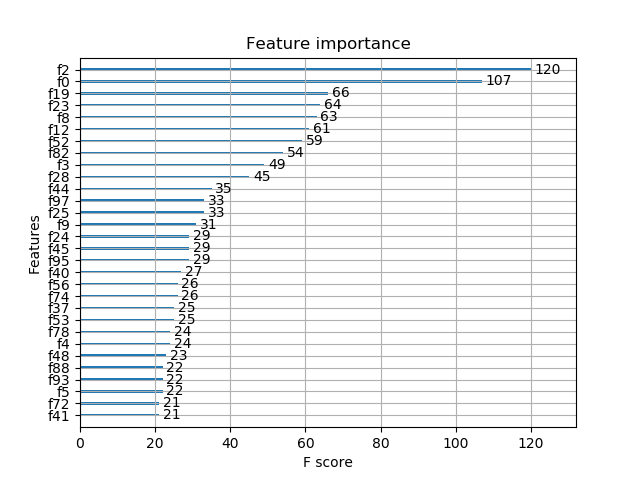 Feature importance
f2 120
f0 107
f19 66
f23 64
f8 63
f12 61
f52 59
f82 54
f3 49
f28 45
f44 35
f97 33
f25 33
f9 31
f24 29
f45 29
f95 29
f40 27
f56 26
f74 26
f37 25
f53 25
f78 24
f4 24
f48 23
f88 22
f93 22
f5 22
f72 21
f41 21
Features
0 20 40 60 80 100 120
F score